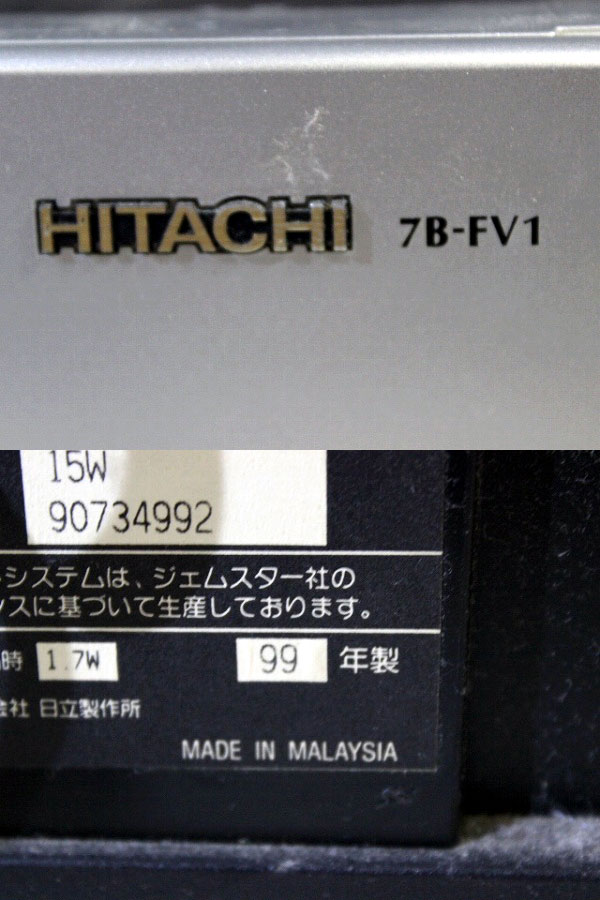 HITACHI 7B-FV1
15W
90734992
システムは、ジェムスター社の
ンスに基づいて生産しております。
時 1.7W 99 年製
会社 日立製作所
MADE IN MALAYSIA